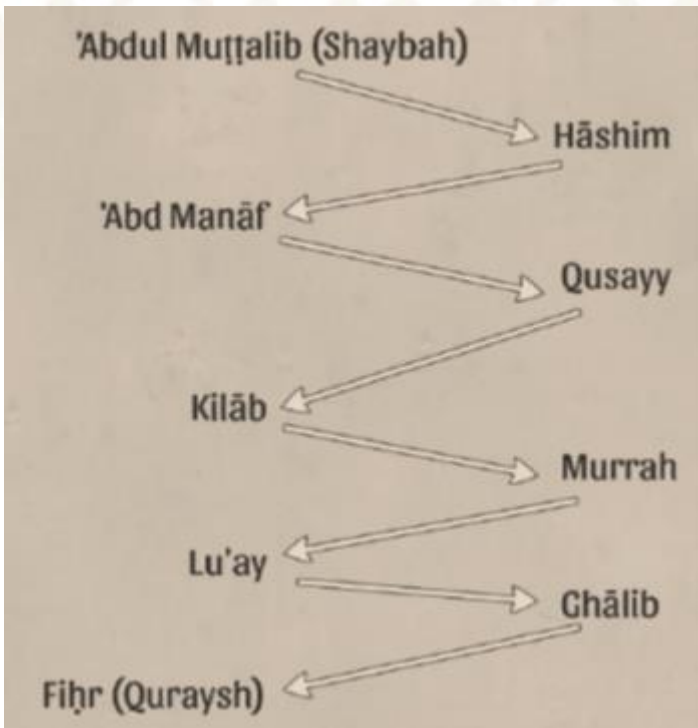 'Abdul Muṭṭalib (Shaybah)
Hāshim
'Abd Manāf
Qusayy
Kilāb
Murrah
Lu'ay
Ghālib
Fiḥr (Quraysh)